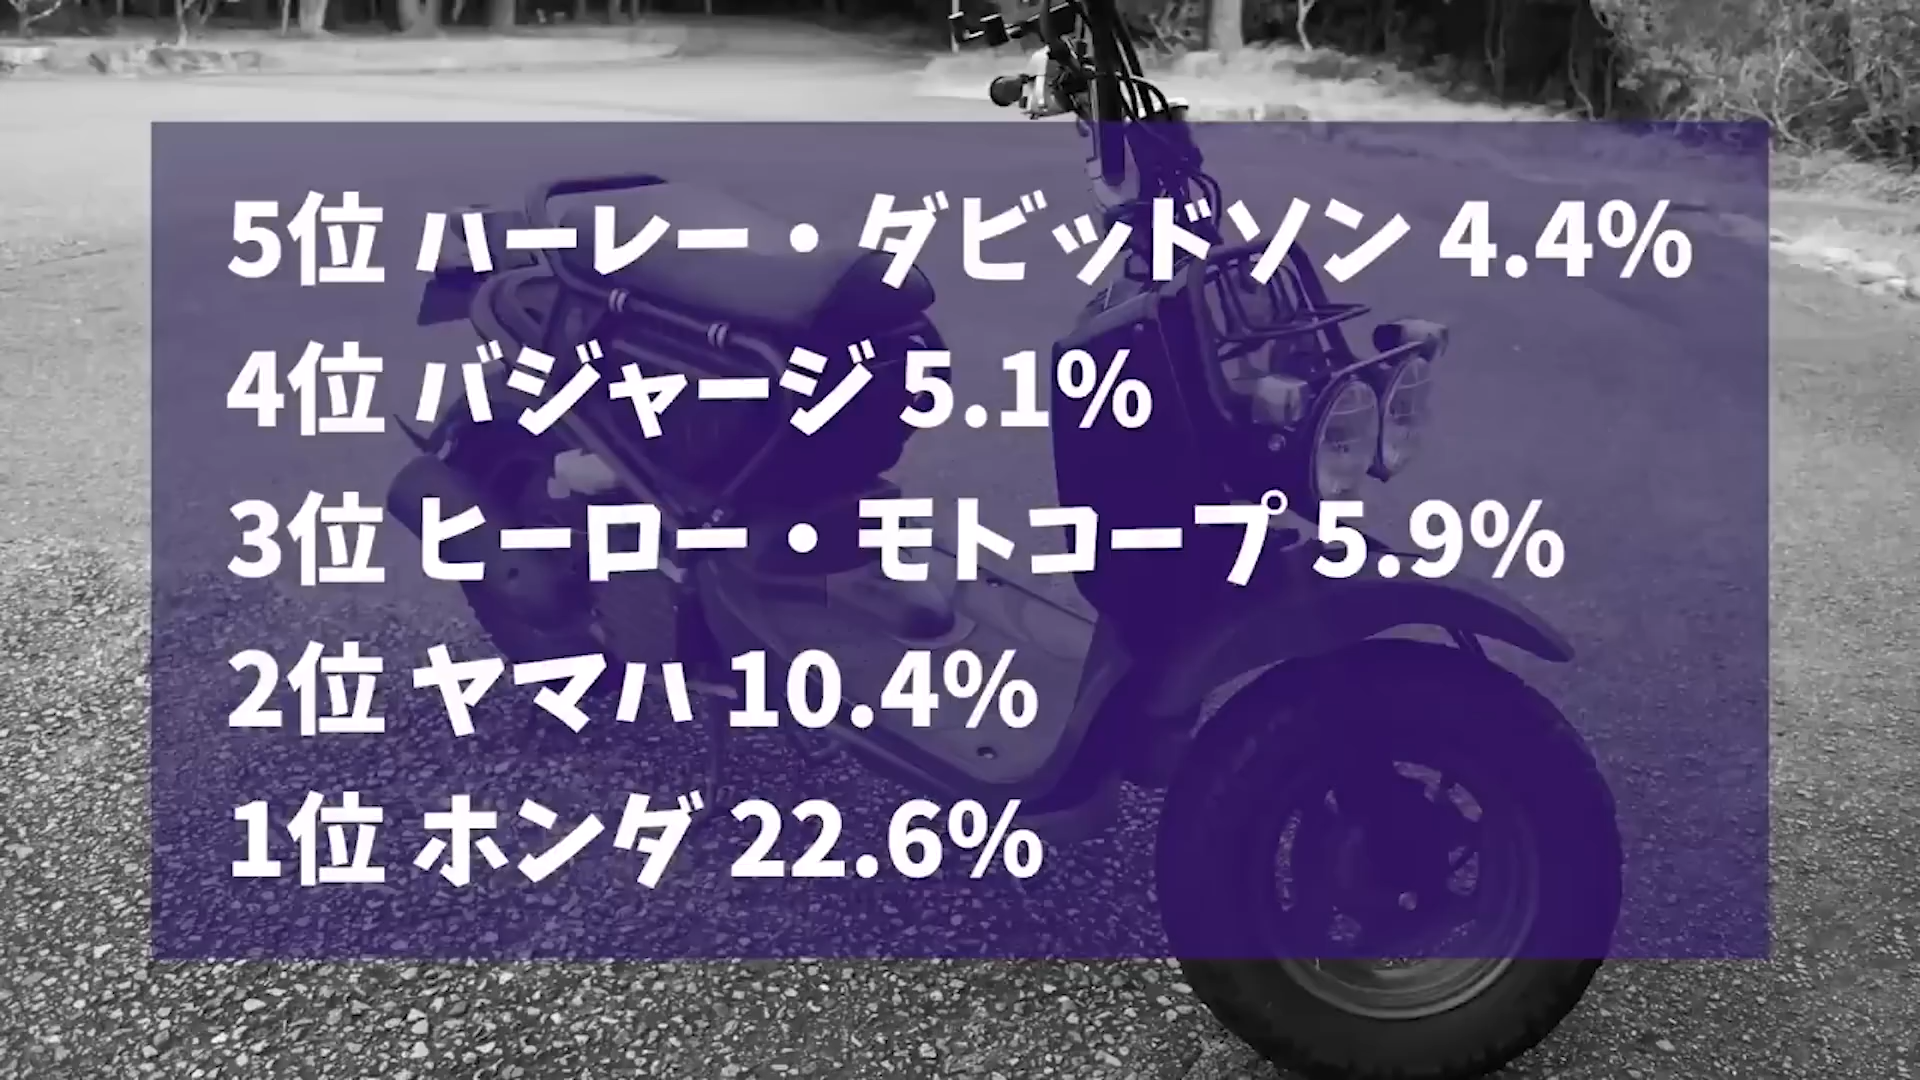 5位 ハーレー・ダビッドソン 4.4%
4位 バジャージ 5.1%
3位 ヒーロー・モトコープ 5.9%
2位 ヤマハ 10.4%
1位 ホンダ 22.6%